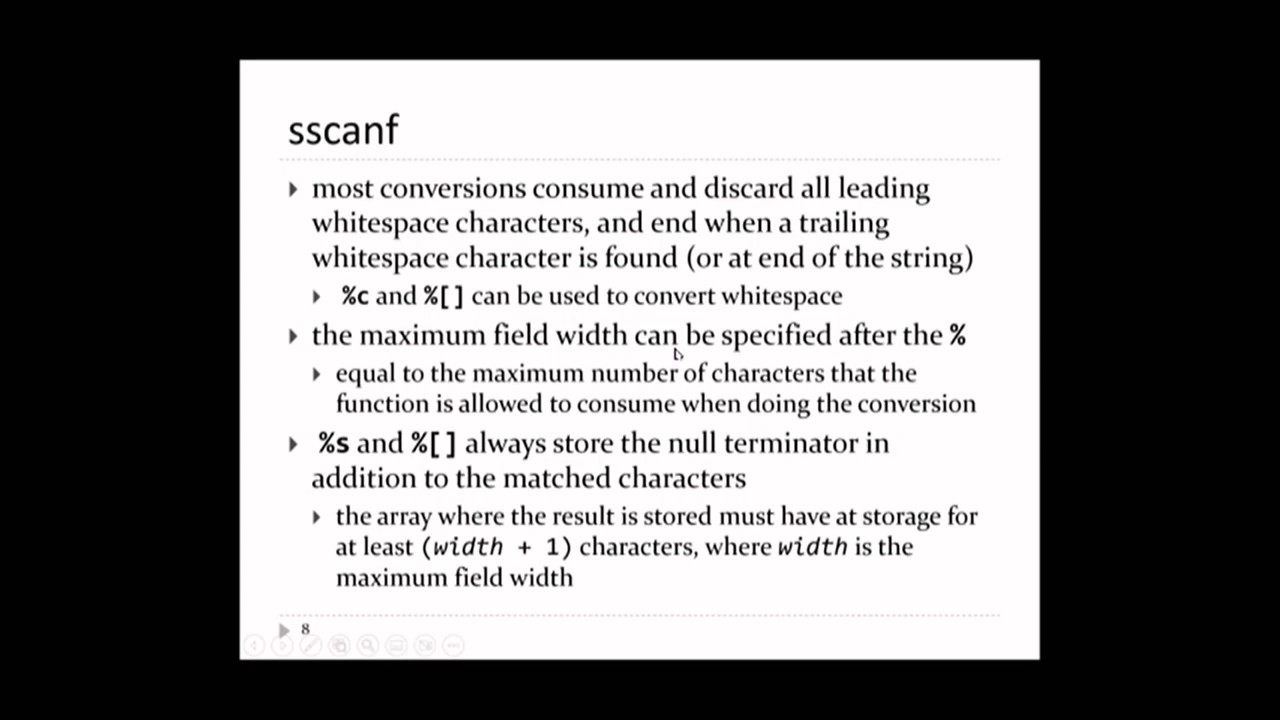 sscanf
most conversions consume and discard all leading
whitespace characters, and end when a trailing
whitespace character is found (or at end of the string)
%c and %[] can be used to convert whitespace
the maximum field width can be specified after the %
equal to the maximum number of characters that the
function is allowed to consume when doing the conversion
%s and %[] always store the null terminator in
addition to the matched characters
the array where the result is stored must have at storage for
at least (width + 1) characters, where width is the
maximum field width
8